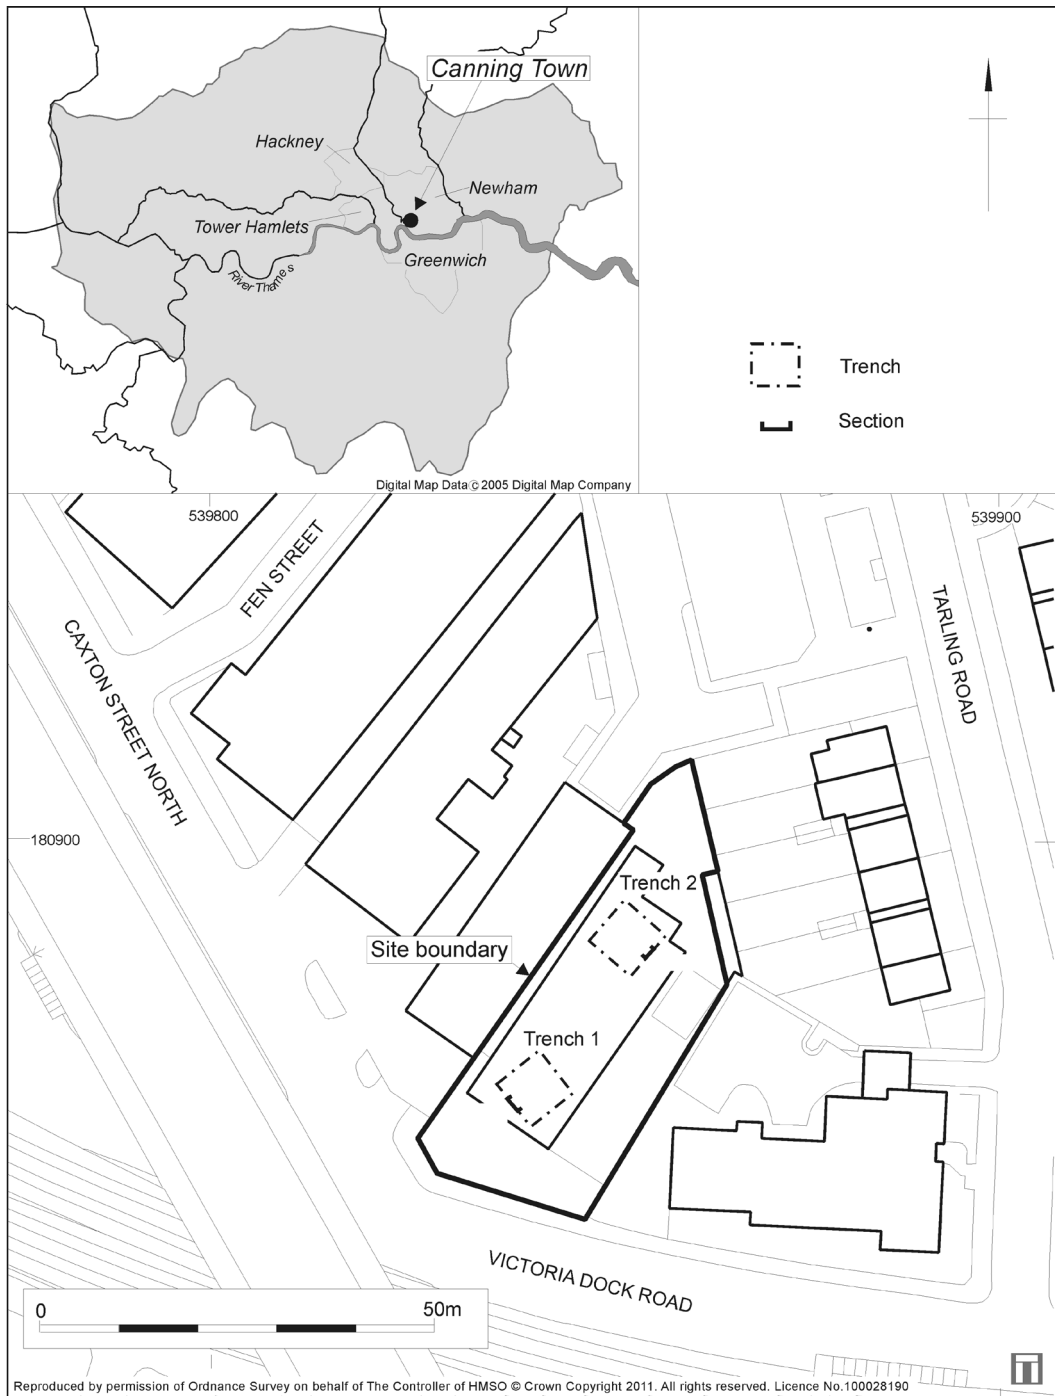 Canning Town
Hackney
Newham
Tower Hamlets
Greenwich
River Thames
Digital Map Data © 2005 Digital Map Company
Trench
Section
539800
539900
FEN STREET
CAXTON STREET NORTH
TARLING ROAD
180900
Trench 2
Site boundary
Trench 1
VICTORIA DOCK ROAD
0
50m
Reproduced by permission of Ordnance Survey on behalf of The Controller of HMSO © Crown Copyright 2011. All rights reserved. Licence No.100028190